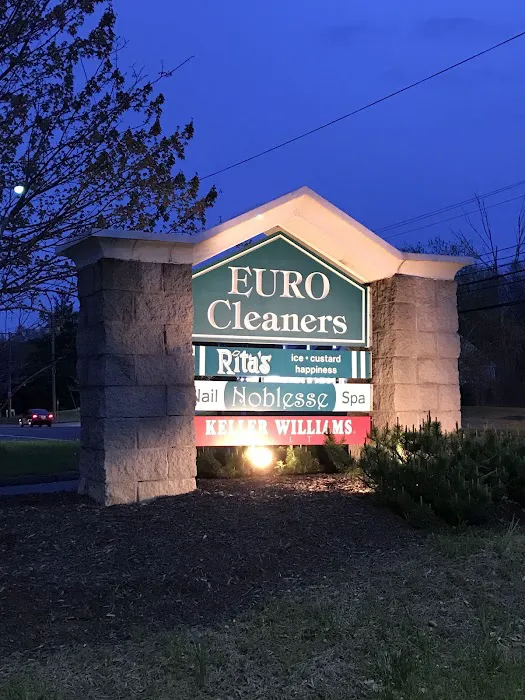 EURO
Cleaners
Rita's ice • custard
happiness
Nail Noblesse Spa
KELLER WILLIAMS.